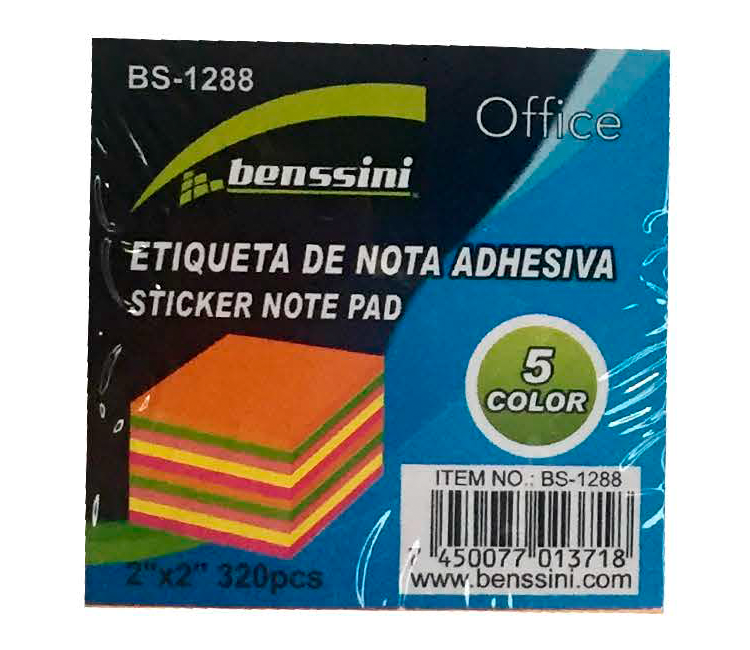 BS-1288
Office
benssini
ETIQUETA DE NOTA ADHESIVA
STICKER NOTE PAD
5
COLOR
ITEM NO.: BS-1288
7 450077 013718
www.benssini.com
2"x2" 320pcs